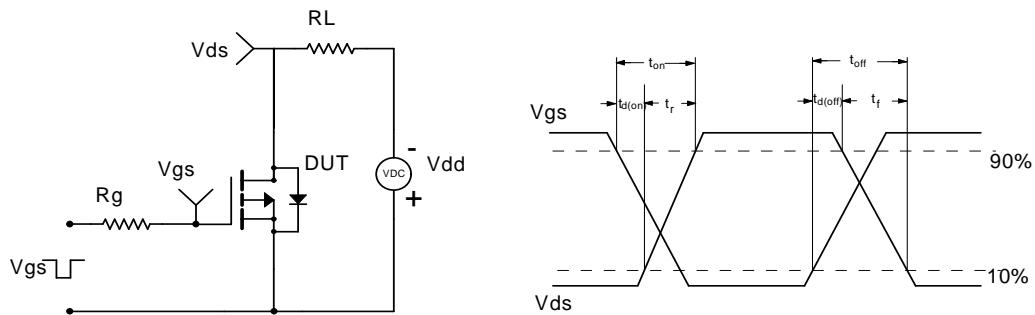 RL
Vds
-
Vgs
DUT
VDC
Vdd
Rg
+
Vgs
ton
toff
td(on)
tr
td(off)
tf
Vgs
90%
10%
Vds